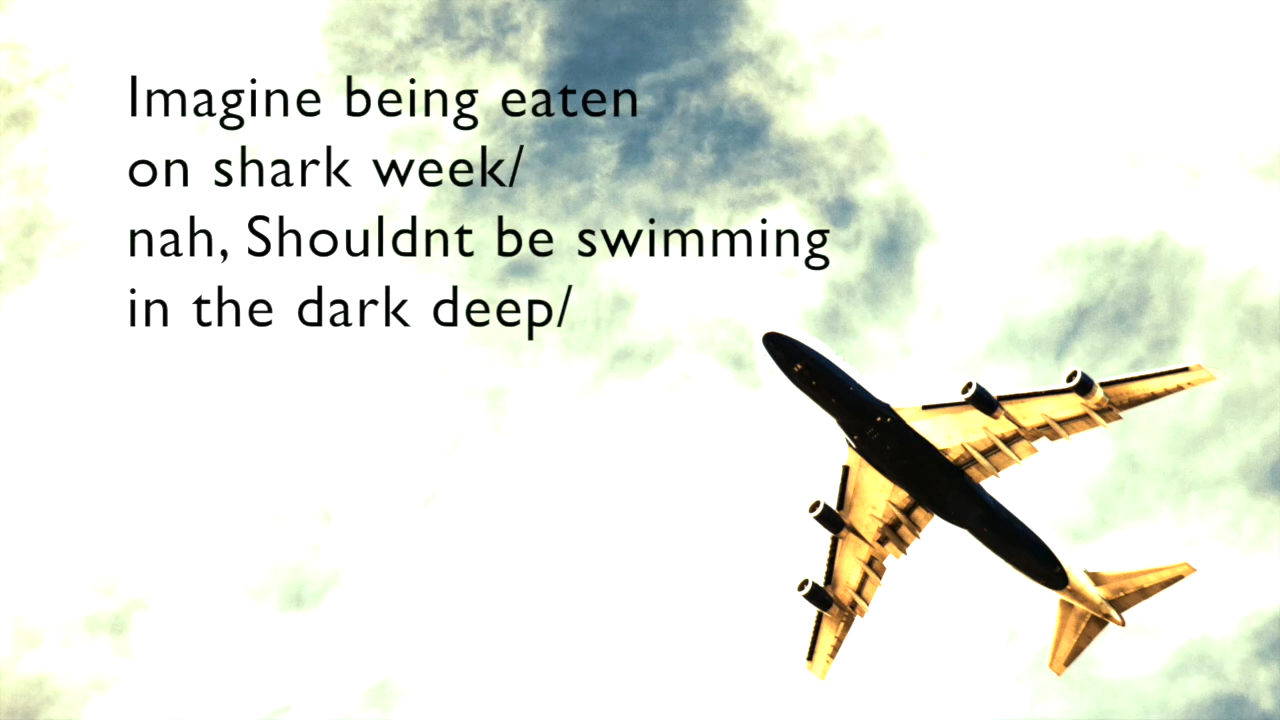 Imagine being eaten
on shark week/
nah, Shouldnt be swimming
in the dark deep/